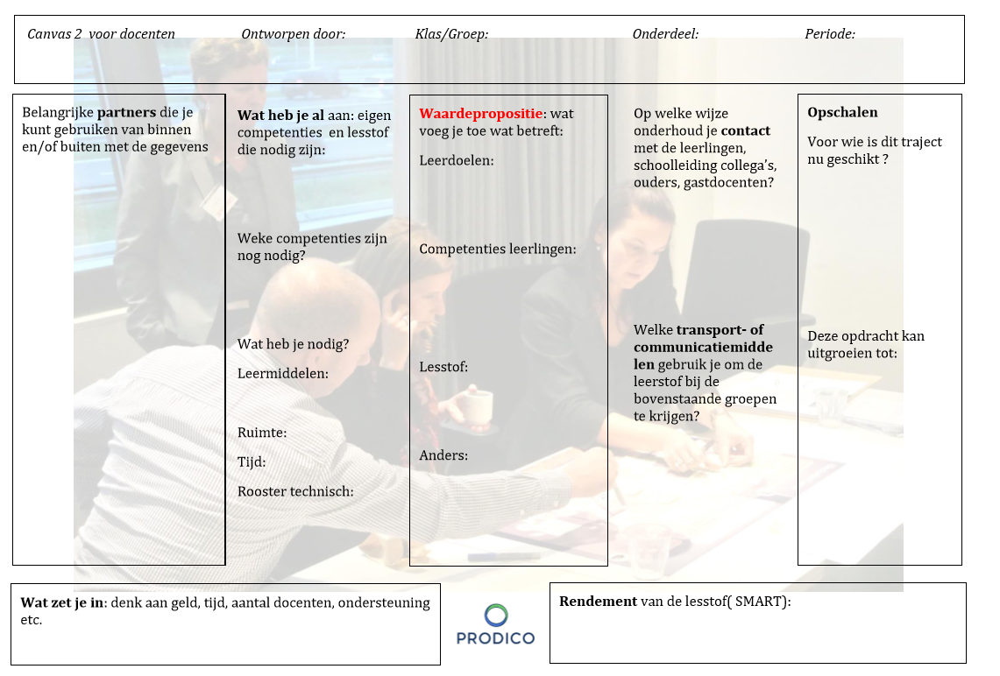 Canvas 2 voor docenten
Ontworpen door:
Klas/Groep:
Onderdeel:
Periode:
Belangrijke partners die je
kunt gebruiken van binnen
en/of buiten met de gegevens
Wat heb je al aan: eigen
competenties en lesstof
die nodig zijn:
Weke competenties zijn
nog nodig?
Wat heb je nodig?
Leermiddelen:
Ruimte:
Tijd:
Rooster technisch:
Waardepropositie: wat
voeg je toe wat betreft:
Leerdoelen:
Competenties leerlingen:
Lesstof:
Anders:
Op welke wijze
onderhoud je contact
met de leerlingen,
schoolleiding collega's,
ouders, gastdocenten?
Welke transport- of
communicatiemidde
len gebruik je om de
leerstof bij de
bovenstaande groepen
te krijgen?
Opschalen
Voor wie is dit traject
nu geschikt ?
Deze opdracht kan
uitgroeien tot:
Wat zet je in: denk aan geld, tijd, aantal docenten, ondersteuning
etc.
PRODICO
Rendement van de lesstof( SMART):